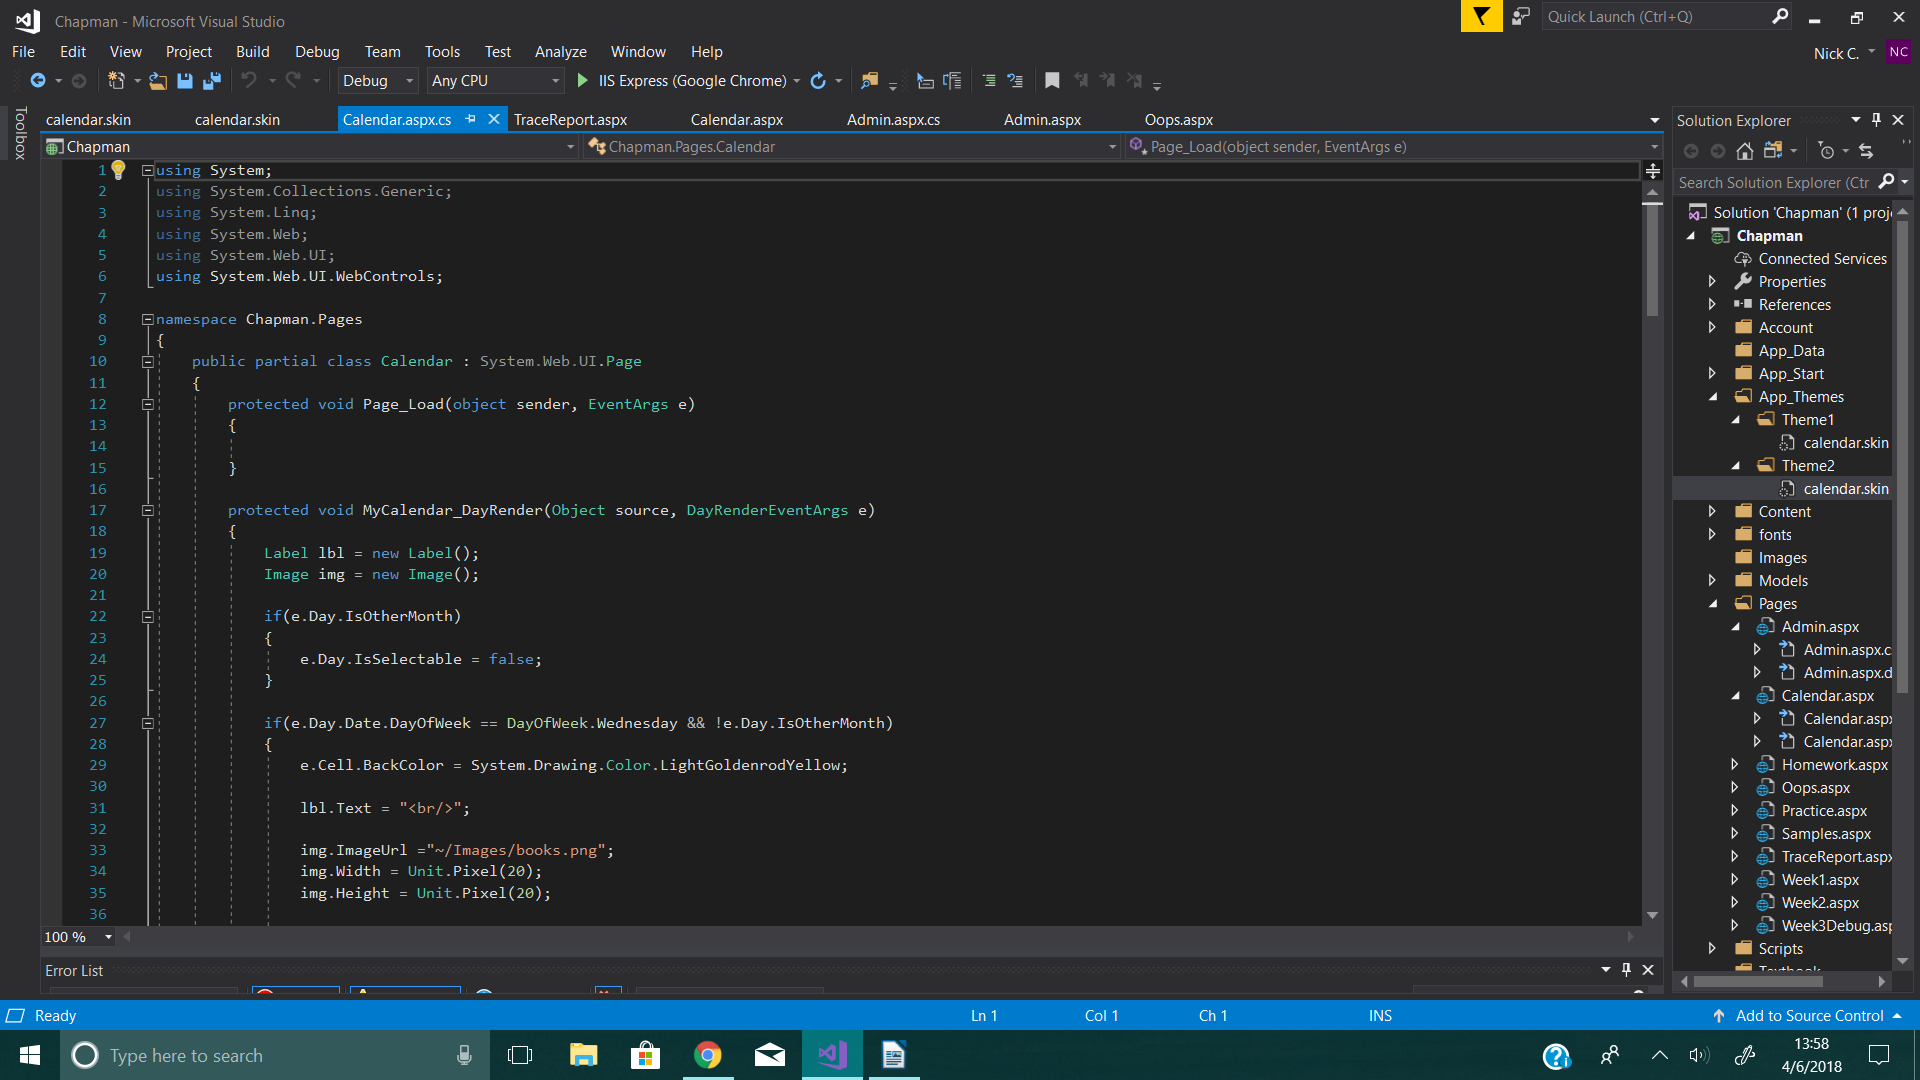 Chapman - Microsoft Visual Studio
Quick Launch (Ctrl+Q)
File Edit View Project Build Debug Team Tools Test Analyze Window Help
Nick C. NC
Debug Any CPU IIS Express (Google Chrome)
Toolbox
calendar.skin calendar.skin Calendar.aspx.cs TraceReport.aspx Calendar.aspx Admin.aspx.cs Admin.aspx Oops.aspx
Chapman Chapman.Pages.Calendar Page_Load(object sender, EventArgs e)
1 using System;
2 using System.Collections.Generic;
3 using System.Linq;
4 using System.Web;
5 using System.Web.UI;
6 using System.Web.UI.WebControls;
7
8 namespace Chapman.Pages
9 {
10 public partial class Calendar : System.Web.UI.Page
11 {
12 protected void Page_Load(object sender, EventArgs e)
13 {
14
15 }
16
17 protected void MyCalendar_DayRender(Object source, DayRenderEventArgs e)
18 {
19 Label lbl = new Label();
20 Image img = new Image();
21
22 if(e.Day.IsOtherMonth)
23 {
24 e.Day.IsSelectable = false;
25 }
26
27 if(e.Day.Date.DayOfWeek == DayOfWeek.Wednesday && !e.Day.IsOtherMonth)
28 {
29 e.Cell.BackColor = System.Drawing.Color.LightGoldenrodYellow;
30
31 lbl.Text = "<br/>";
32
33 img.ImageUrl ="~/Images/books.png";
34 img.Width = Unit.Pixel(20);
35 img.Height = Unit.Pixel(20);
36
100 %
Error List
Solution Explorer
Search Solution Explorer (Ctr
Solution 'Chapman' (1 proj
Chapman
Connected Services
Properties
References
Account
App_Data
App_Start
App_Themes
Theme1
calendar.skin
Theme2
calendar.skin
Content
fonts
Images
Models
Pages
Admin.aspx
Admin.aspx.c
Admin.aspx.d
Calendar.aspx
Calendar.aspx
Calendar.aspx
Homework.aspx
Oops.aspx
Practice.aspx
Samples.aspx
TraceReport.aspx
Week1.aspx
Week2.aspx
Week3Debug.asp
Scripts
Ready Ln 1 Col 1 Ch 1 INS Add to Source Control
Type here to search
13:58
4/6/2018